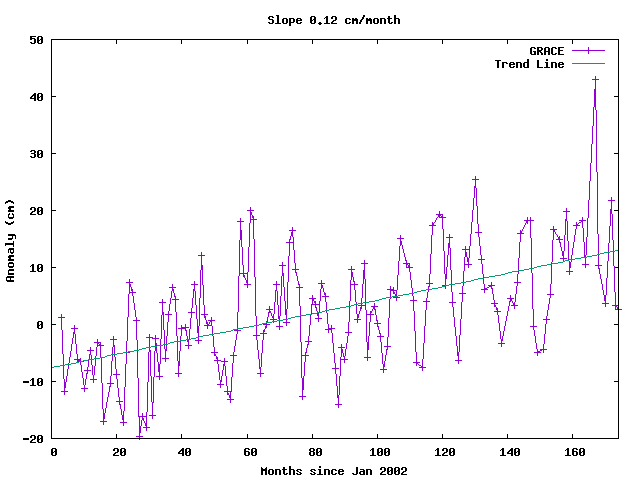 Slope 0.12 cm/month
50
GRACE
Trend Line
40
30
20
10
0
-10
-20
Anomaly (cm)
0 20 40 60 80 100 120 140 160
Months since Jan 2002